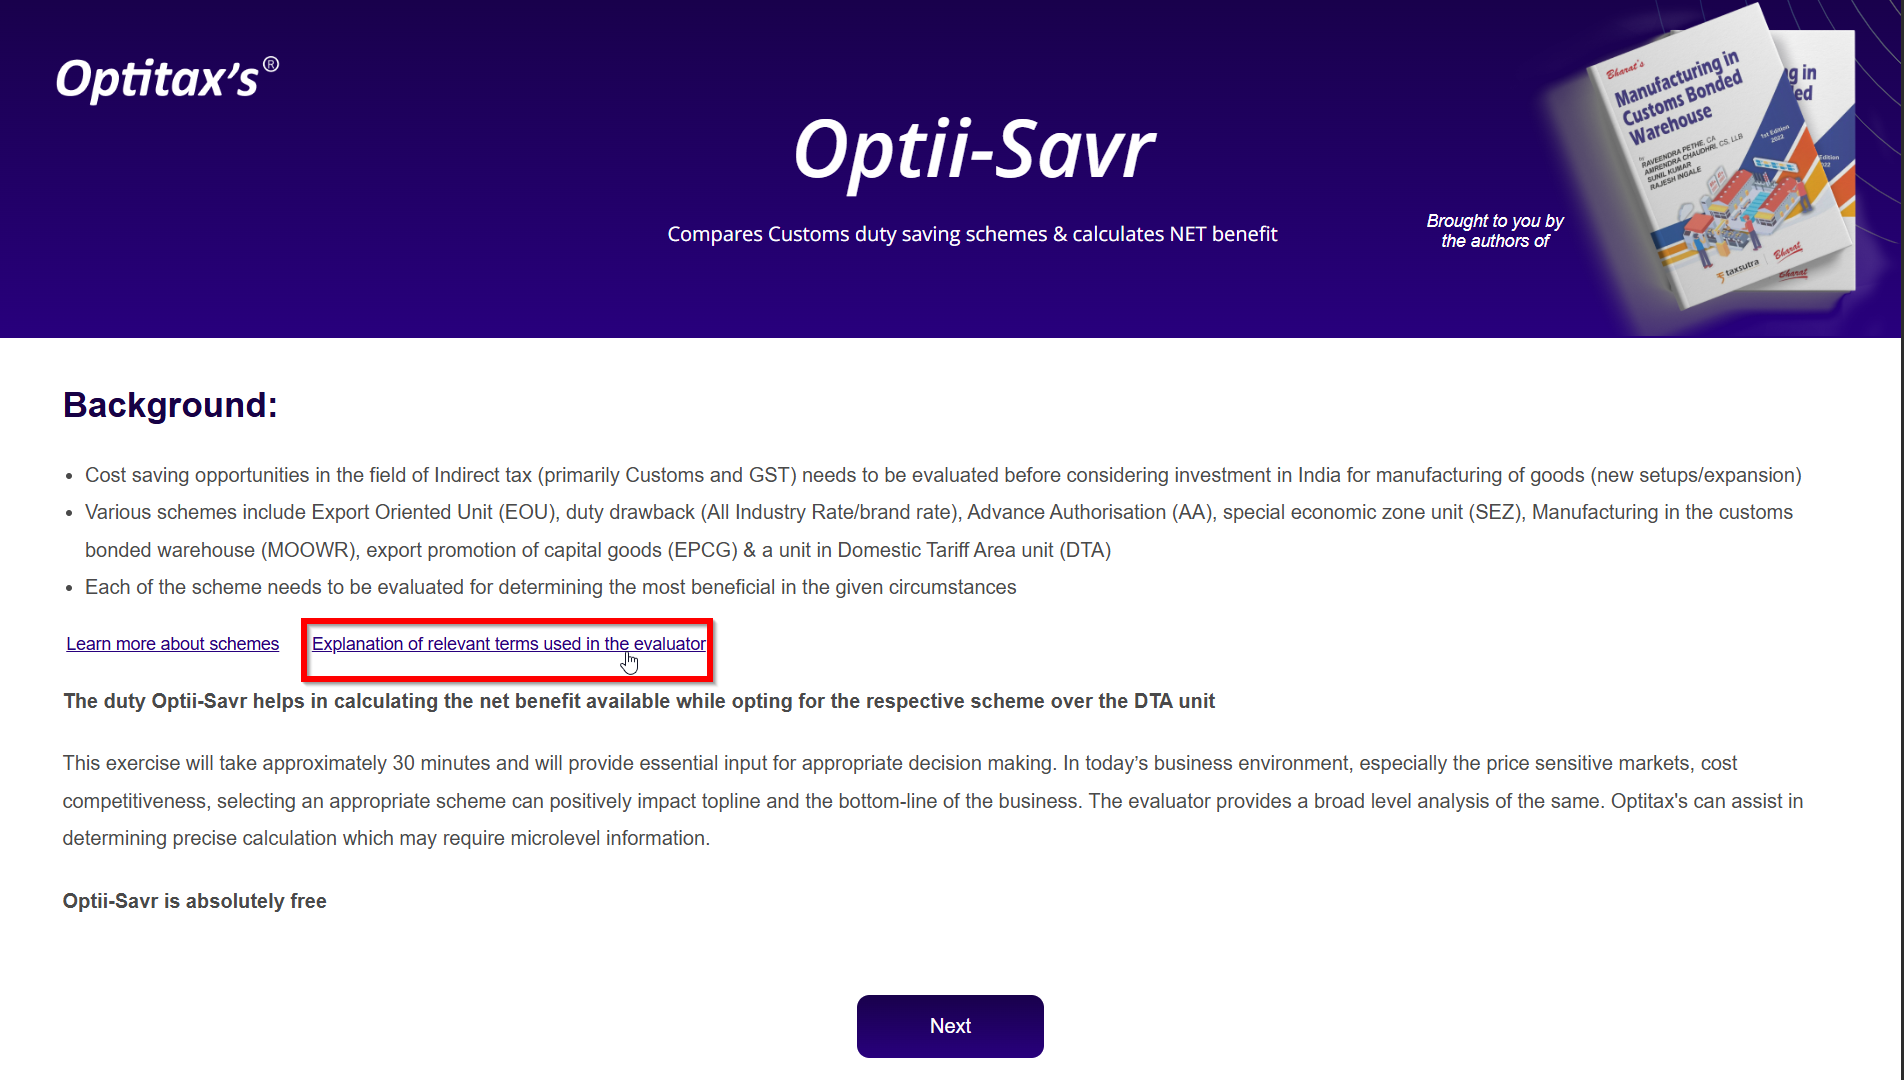 Optitax's®
Optii-Savr
Compares Customs duty saving schemes & calculates NET benefit
Brought to you by
the authors of
Bharat's
Manufacturing in
Customs Bonded
Warehouse
by
RAVEENDRA PETHE, CA
AMRENDRA CHAUDHRI, CS, LLB
SUNIL KUMAR
RAJESH INGALE
1st Edition
2022
taxsutra
Bharat
g in
ed
Edition
Bharat
Background:
• Cost saving opportunities in the field of Indirect tax (primarily Customs and GST) needs to be evaluated before considering investment in India for manufacturing of goods (new setups/expansion)
• Various schemes include Export Oriented Unit (EOU), duty drawback (All Industry Rate/brand rate), Advance Authorisation (AA), special economic zone unit (SEZ), Manufacturing in the customs
bonded warehouse (MOOWR), export promotion of capital goods (EPCG) & a unit in Domestic Tariff Area unit (DTA)
• Each of the scheme needs to be evaluated for determining the most beneficial in the given circumstances
Learn more about schemes Explanation of relevant terms used in the evaluator
The duty Optii-Savr helps in calculating the net benefit available while opting for the respective scheme over the DTA unit
This exercise will take approximately 30 minutes and will provide essential input for appropriate decision making. In today’s business environment, especially the price sensitive markets, cost
competitiveness, selecting an appropriate scheme can positively impact topline and the bottom-line of the business. The evaluator provides a broad level analysis of the same. Optitax's can assist in
determining precise calculation which may require microlevel information.
Optii-Savr is absolutely free
Next